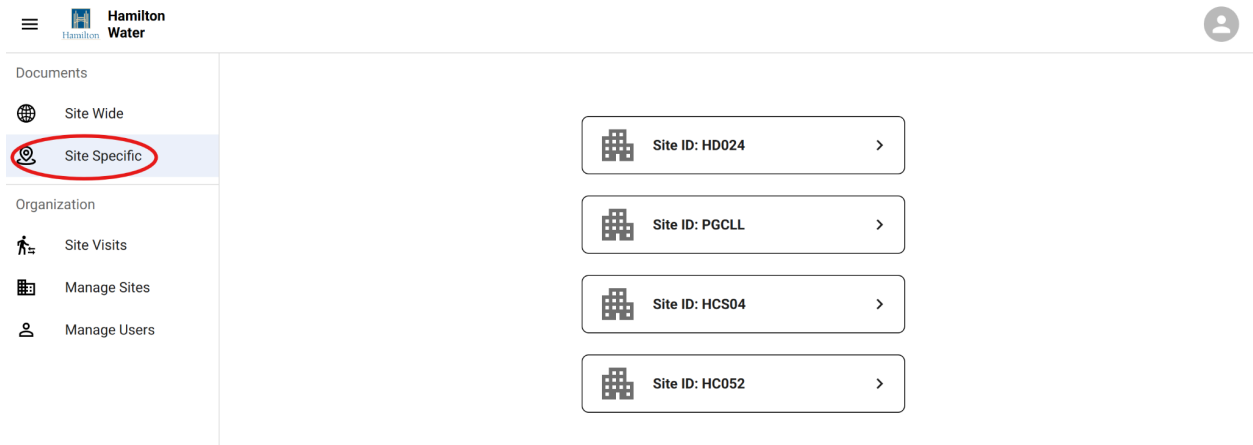 Hamilton
Hamilton
Water
Documents
Site Wide
Site Specific
Organization
Site Visits
Manage Sites
Manage Users
Site ID: HD024
Site ID: PGCLL
Site ID: HCS04
Site ID: HC052